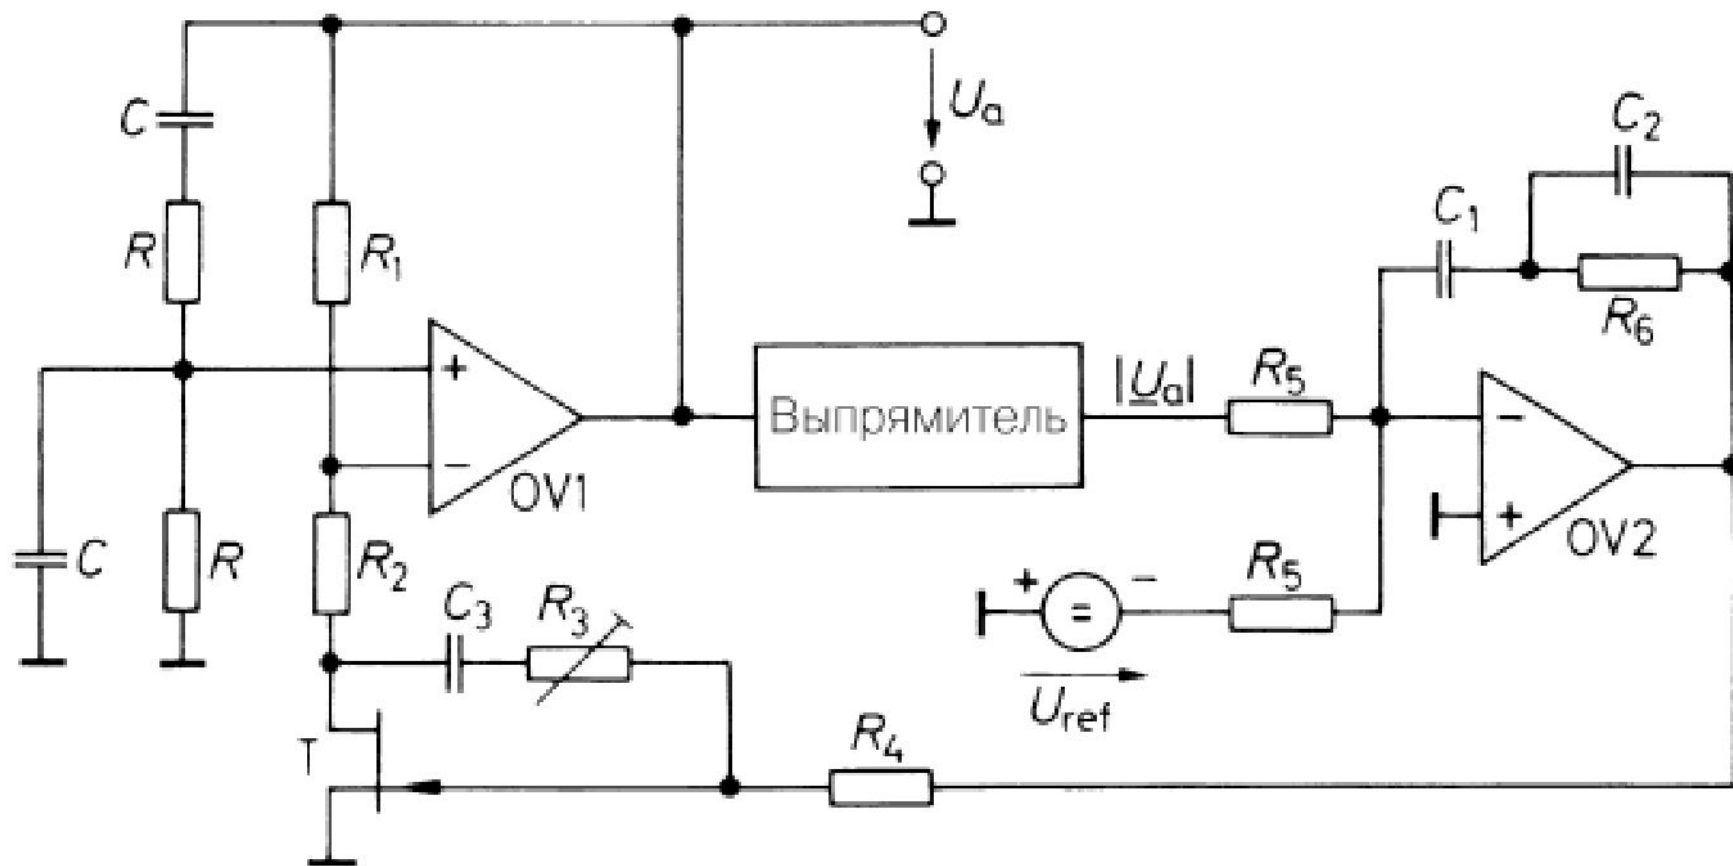 C
U_a
C_2
C_1
R
R_1
R_6
+
|U_a|
R_5
Выпрямитель
−
−
OV1
+
OV2
C
R
R_2
R_5
C_3
R_3
+
−
=
U_ref
T
R_4